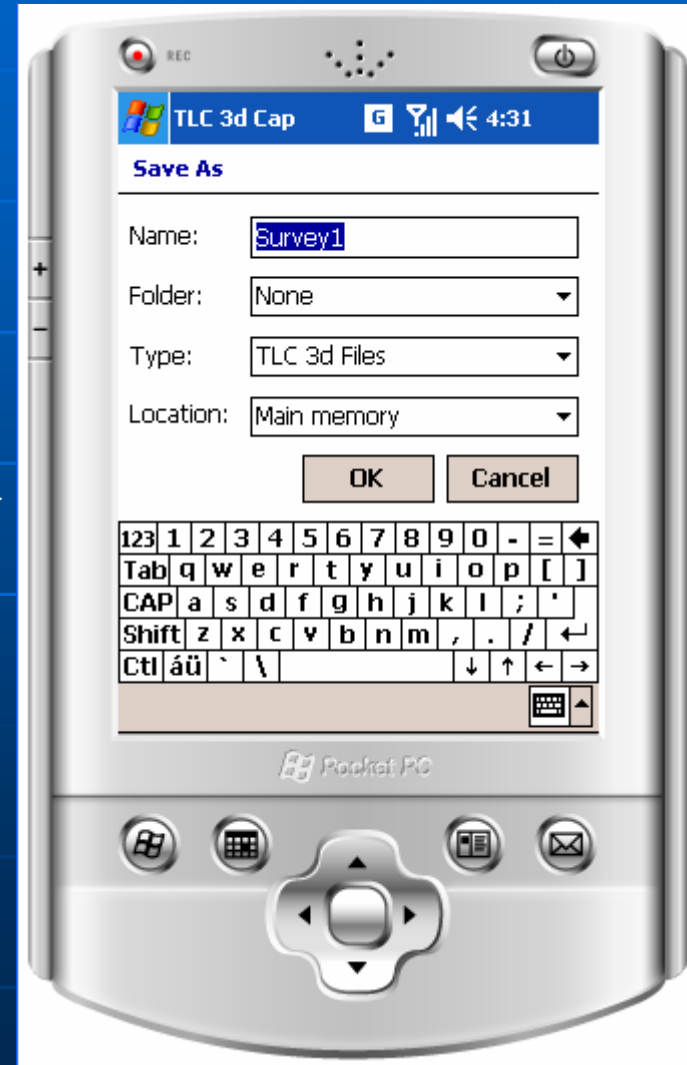 REC
TLC 3d Cap G 4:31
Save As
Name: Survey1
Folder: None
Type: TLC 3d Files
Location: Main memory
OK Cancel
123 1 2 3 4 5 6 7 8 9 0 - =
Tab q w e r t y u i o p [ ]
CAP a s d f g h j k l ; '
Shift z x c v b n m , . /
Ctl áü ` \ ↓ ↑ ← →
Pocket PC